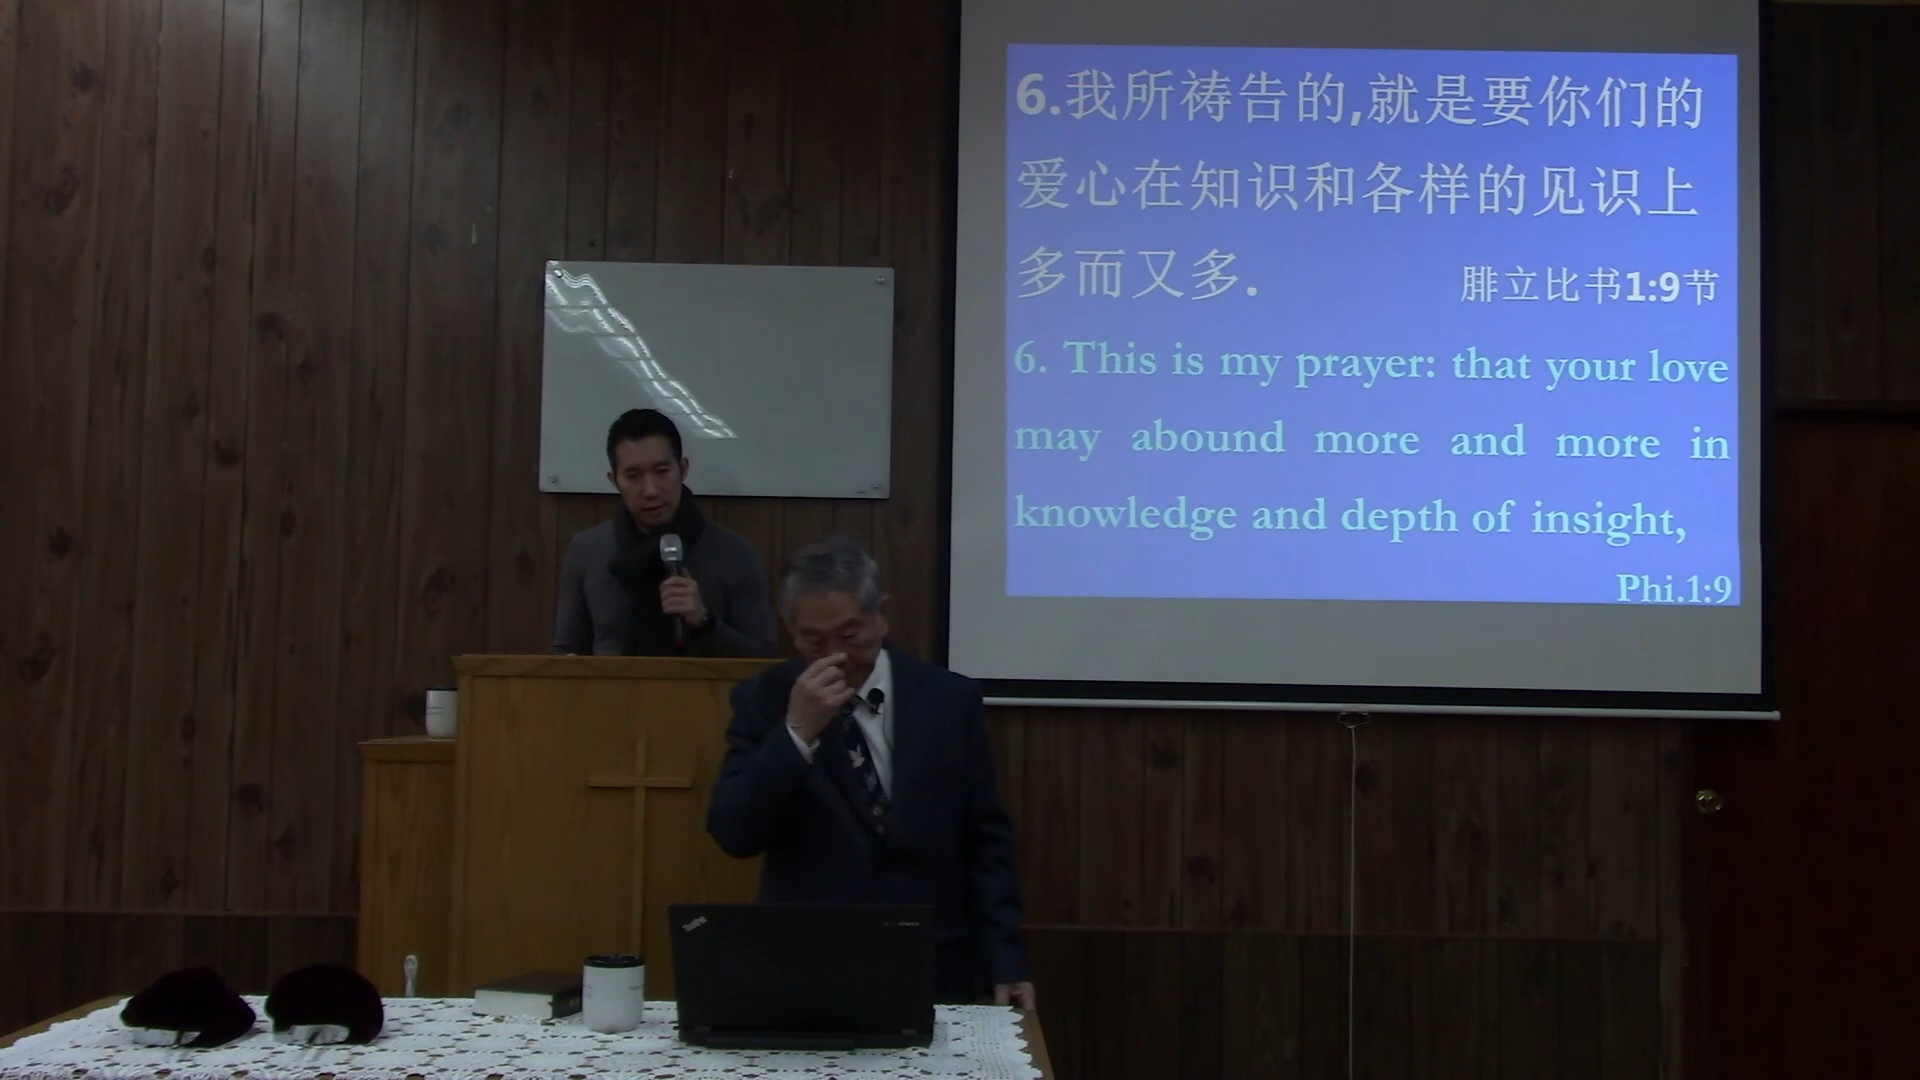 6.我所祷告的,就是要你们的
爱心在知识和各样的见识上
多而又多.
腓立比书1:9节
6. This is my prayer: that your love
may abound more and more in
knowledge and depth of insight,
Phi.1:9
ThinkPad